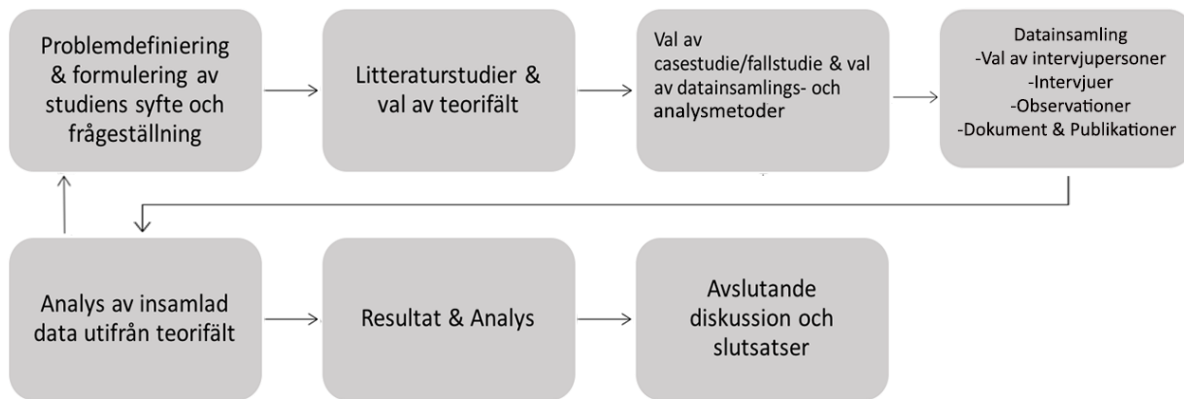 Problemdefiniering
& formulering av
studiens syfte och
frågeställning
Litteraturstudier &
val av teorifält
Val av
casestudie/fallstudie & val
av datainsamlings- och
analysmetoder
Datainsamling
-Val av intervjupersoner
-Intervjuer
-Observationer
-Dokument & Publikationer
Analys av insamlad
data utifrån teorifält
Resultat & Analys
Avslutande
diskussion och
slutsatser